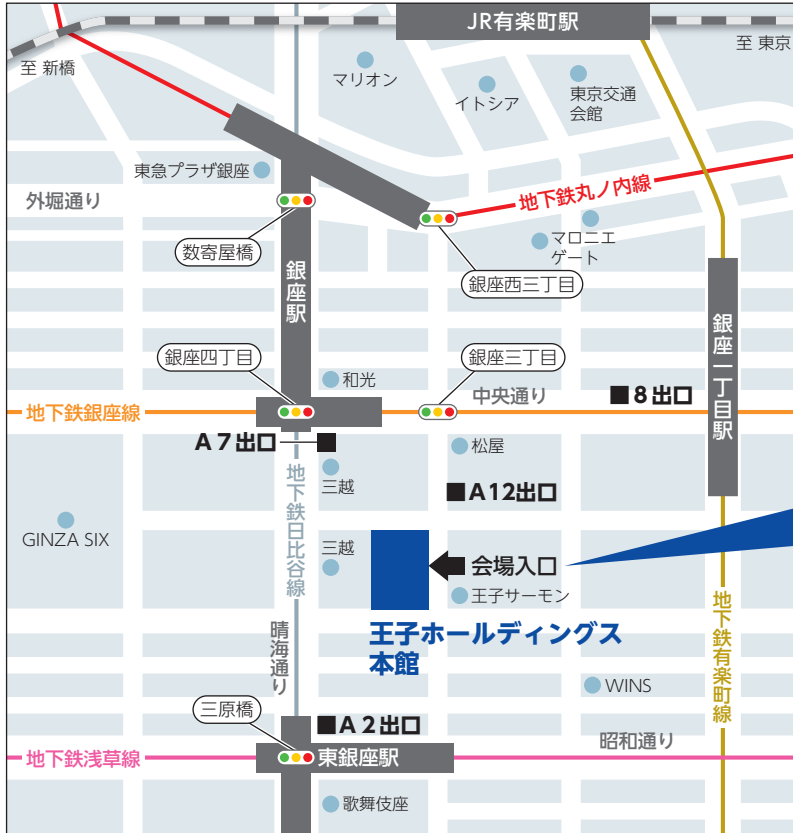 JR有楽町駅
至 東京
至 新橋
マリオン
イトシア
東京交通
会館
東急プラザ銀座
外堀通り
地下鉄丸ノ内線
数寄屋橋
マロニエ
ゲート
銀座駅
銀座西三丁目
銀座一丁目駅
銀座四丁目
銀座三丁目
和光
中央通り
8出口
地下鉄銀座線
A7出口
松屋
三越
A12出口
地下鉄日比谷線
GINZA SIX
三越
会場入口
王子サーモン
王子ホールディングス
本館
晴海通り
地下鉄有楽町線
WINS
三原橋
A2出口
昭和通り
地下鉄浅草線
東銀座駅
歌舞伎座